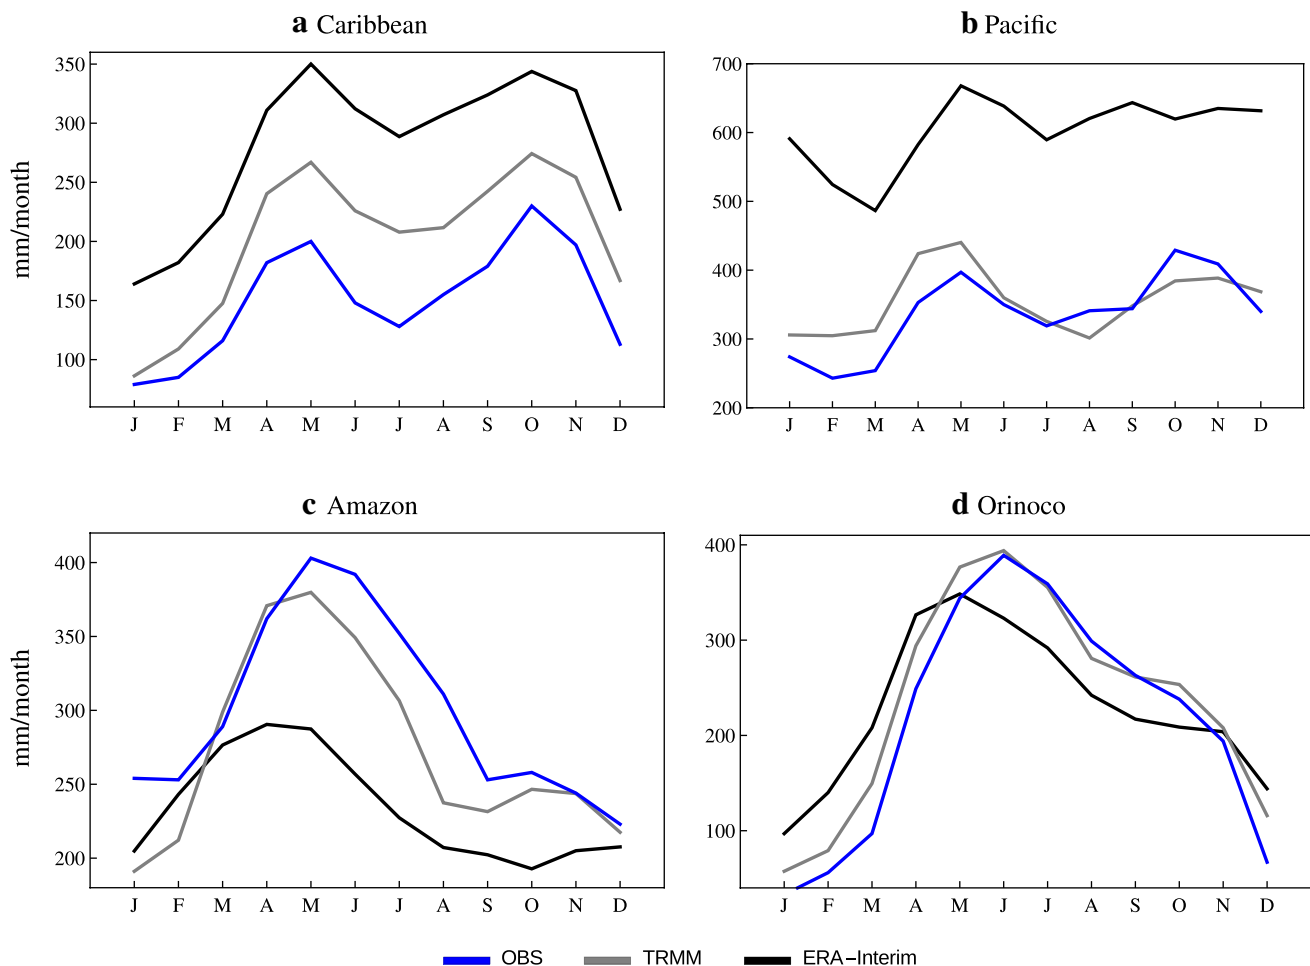 a Caribbean
b Pacific
mm/month
350
300
250
200
150
100
J F M A M J J A S O N D
700
600
500
400
300
200
J F M A M J J A S O N D
c Amazon
d Orinoco
mm/month
400
350
300
250
200
J F M A M J J A S O N D
400
300
200
100
J F M A M J J A S O N D
OBS TRMM ERA-Interim